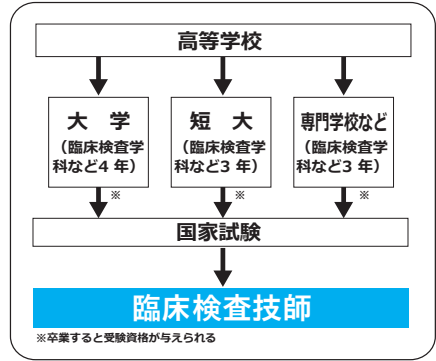 高等学校
大 学
（臨床検査学
科など4 年）
短 大
（臨床検査学
科など3 年）
専門学校など
（臨床検査学
科など3 年）
※
※
※
国家試験
臨床検査技師
※卒業すると受験資格が与えられる